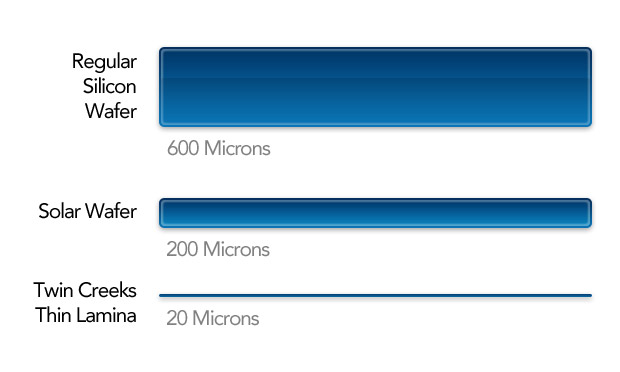 Regular
Silicon
Wafer
600 Microns
Solar Wafer
200 Microns
Twin Creeks
Thin Lamina
20 Microns